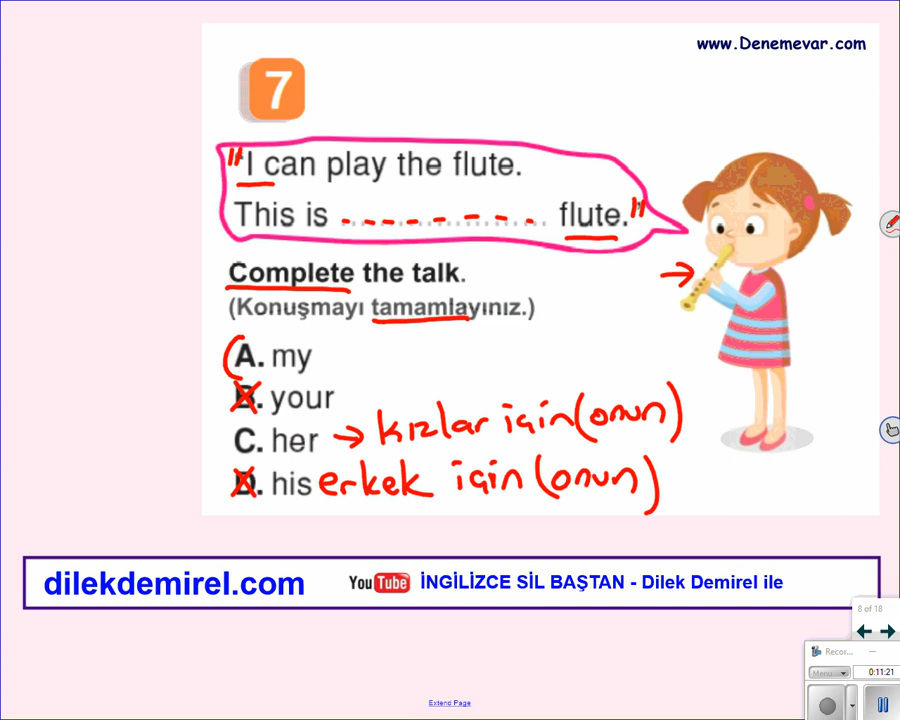 www.Denemevar.com
7
"I can play the flute.
This is .................... flute."
Complete the talk.
(Konuşmayı tamamlayınız.)
A. my
B. your
C. her → kızlar için (onun)
D. his erkek için (onun)
dilekdemirel.com YouTube İNGİLİZCE SİL BAŞTAN - Dilek Demirel ile
8 of 18
Recor...
Menu 0:11:21
Extend Page